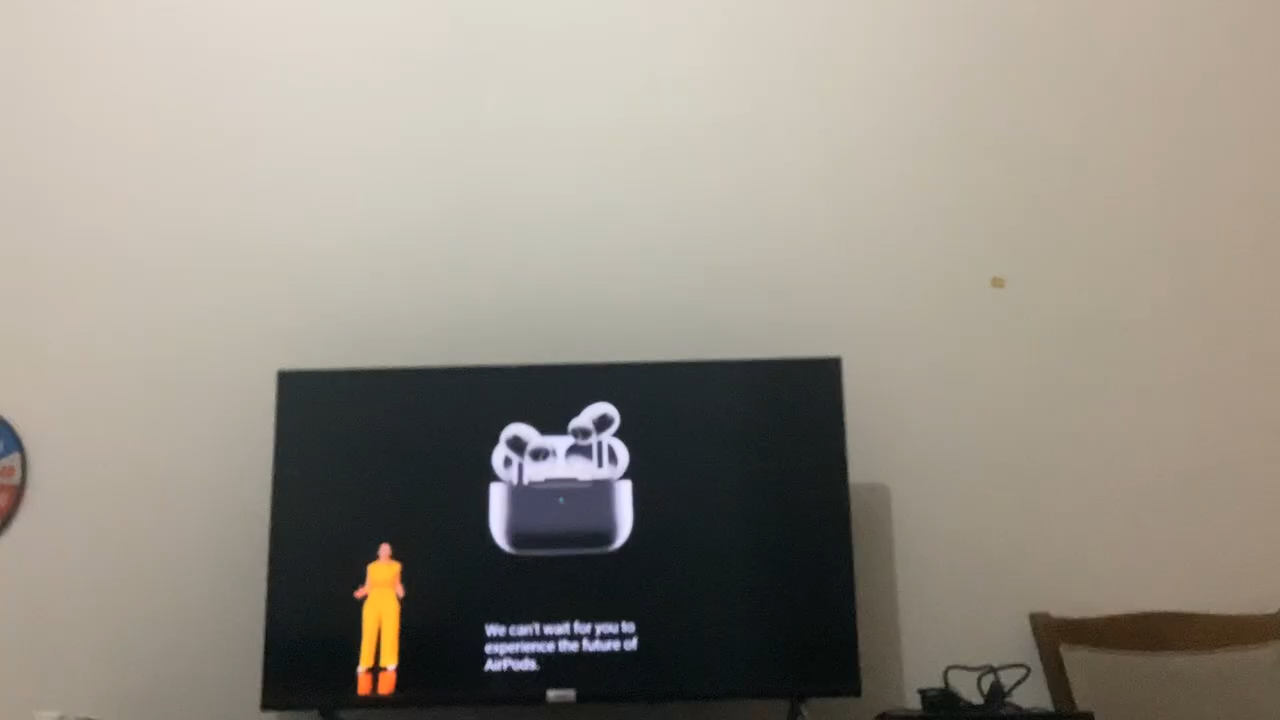 We can't wait for you to
experience the future of
AirPods.